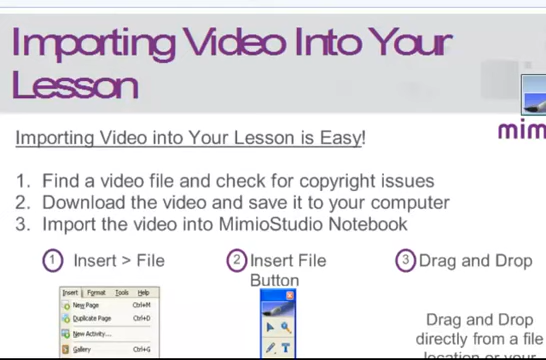 Importing Video Into Your
Lesson
mim
Importing Video into Your Lesson is Easy!
1. Find a video file and check for copyright issues
2. Download the video and save it to your computer
3. Import the video into MimioStudio Notebook
1 Insert > File
2 Insert File
Button
3 Drag and Drop
Insert Format Tools Help
New Page Ctrl+M
Duplicate Page Ctrl+D
New Activity...
Gallery Ctrl+G
T
Drag and Drop
directly from a file
location or your